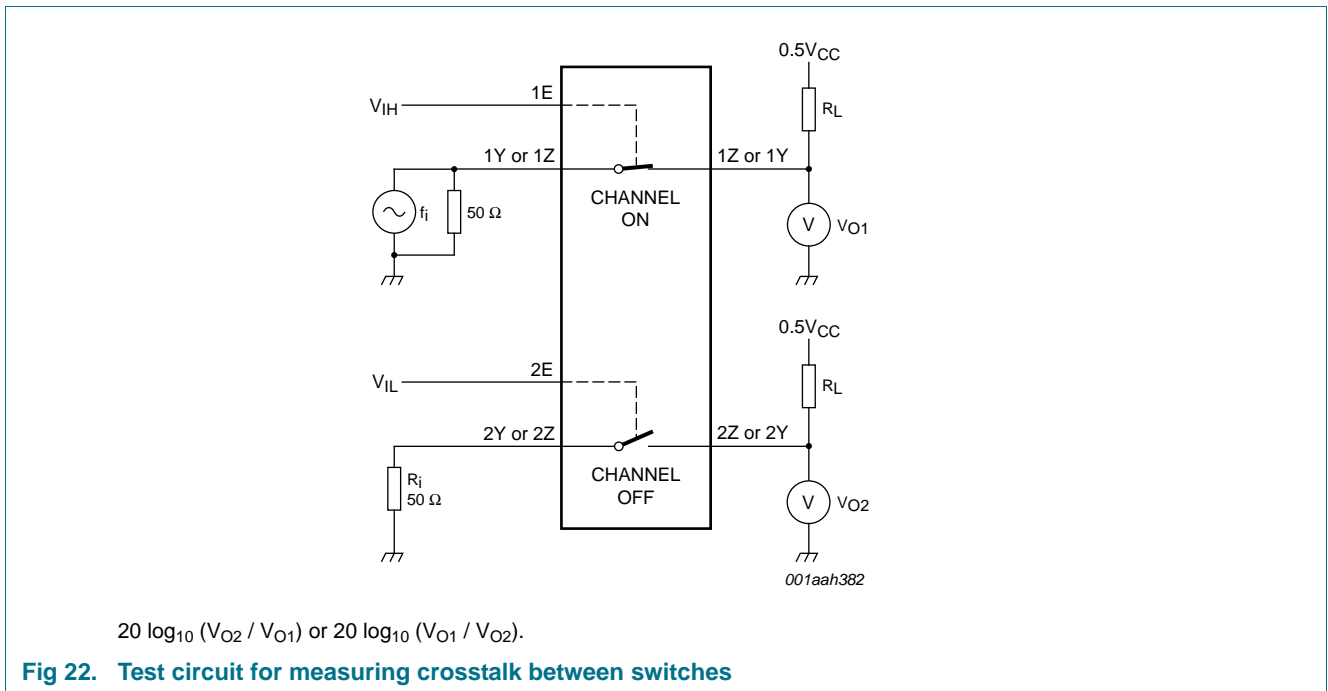 0.5VCC
1E
VIH
RL
1Y or 1Z
1Z or 1Y
fi
50 Ω
CHANNEL
ON
V
VO1
0.5VCC
2E
VIL
RL
2Y or 2Z
2Z or 2Y
Ri
50 Ω
CHANNEL
OFF
V
VO2
001aah382
20 log10 (VO2 / VO1) or 20 log10 (VO1 / VO2).
Fig 22. Test circuit for measuring crosstalk between switches